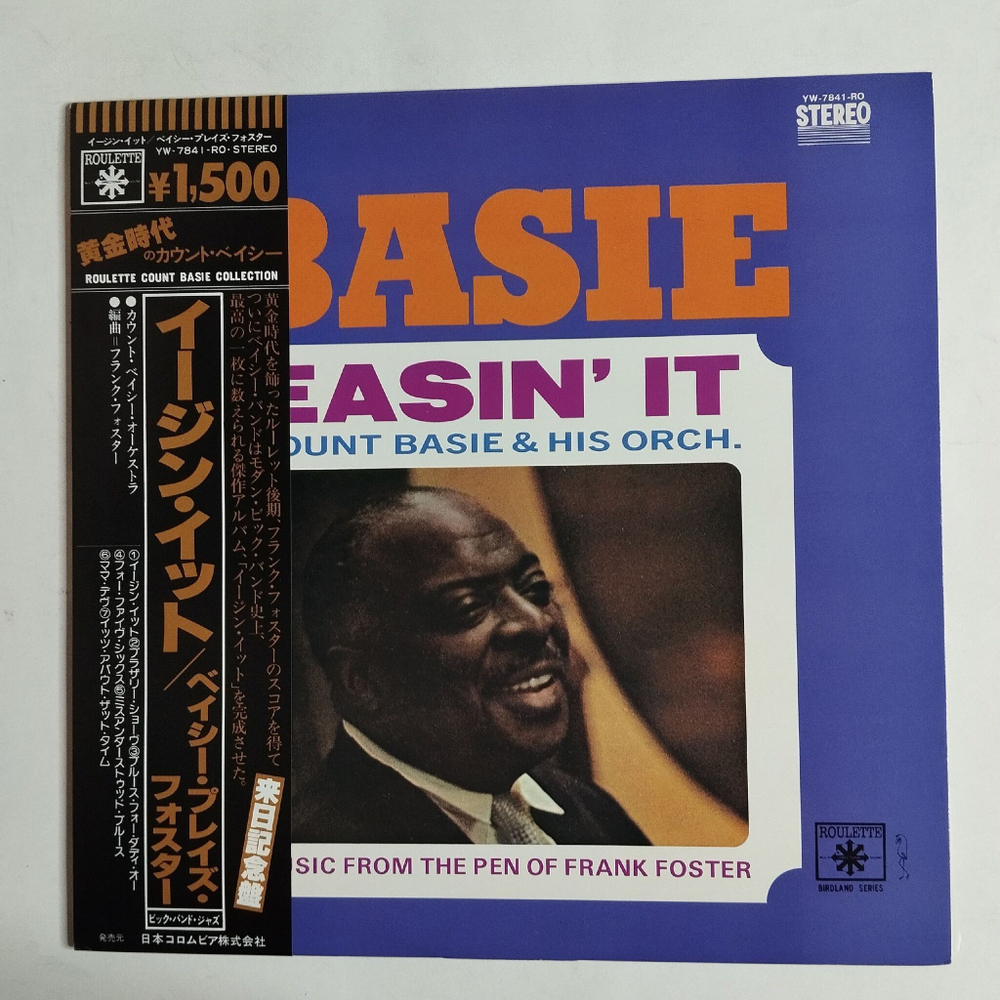 イージン・イット／ベイシー・プレイズ・フォスター
YW-7841-RO・STEREO
ROULETTE
¥1,500
黄金時代
のカウント・ベイシー
ROULETTE COUNT BASIE COLLECTION
黄金時代を飾ったルーレット後期、フランク・フォスターのスコアを得て
ついにベイシー・バンドはモダン・ビック・バンド史上、
最高の一枚に数えられる傑作アルバム、「イージン・イット」を完成させた。
来日記念盤
イージン・イット／ベイシー・プレイズ・
フォスター
ビック・バンド・ジャズ
●カウント・ベイシー・オーケストラ
●編曲＝フランク・フォスター
①イージン・イット②ブラザリー・ショーヴ③ブルース・フォー・ダディ・オー
④フォー・ファイヴ・シックス⑤ミスアンダーストゥッド・ブルース
⑥ママ・デヴ⑦イッツ・アバウト・ザット・タイム
発売元 日本コロムビア株式会社
YW-7841-RO
STEREO
BASIE
EASIN' IT
OUNT BASIE & HIS ORCH.
USIC FROM THE PEN OF FRANK FOSTER
ROULETTE
BIRDLAND SERIES